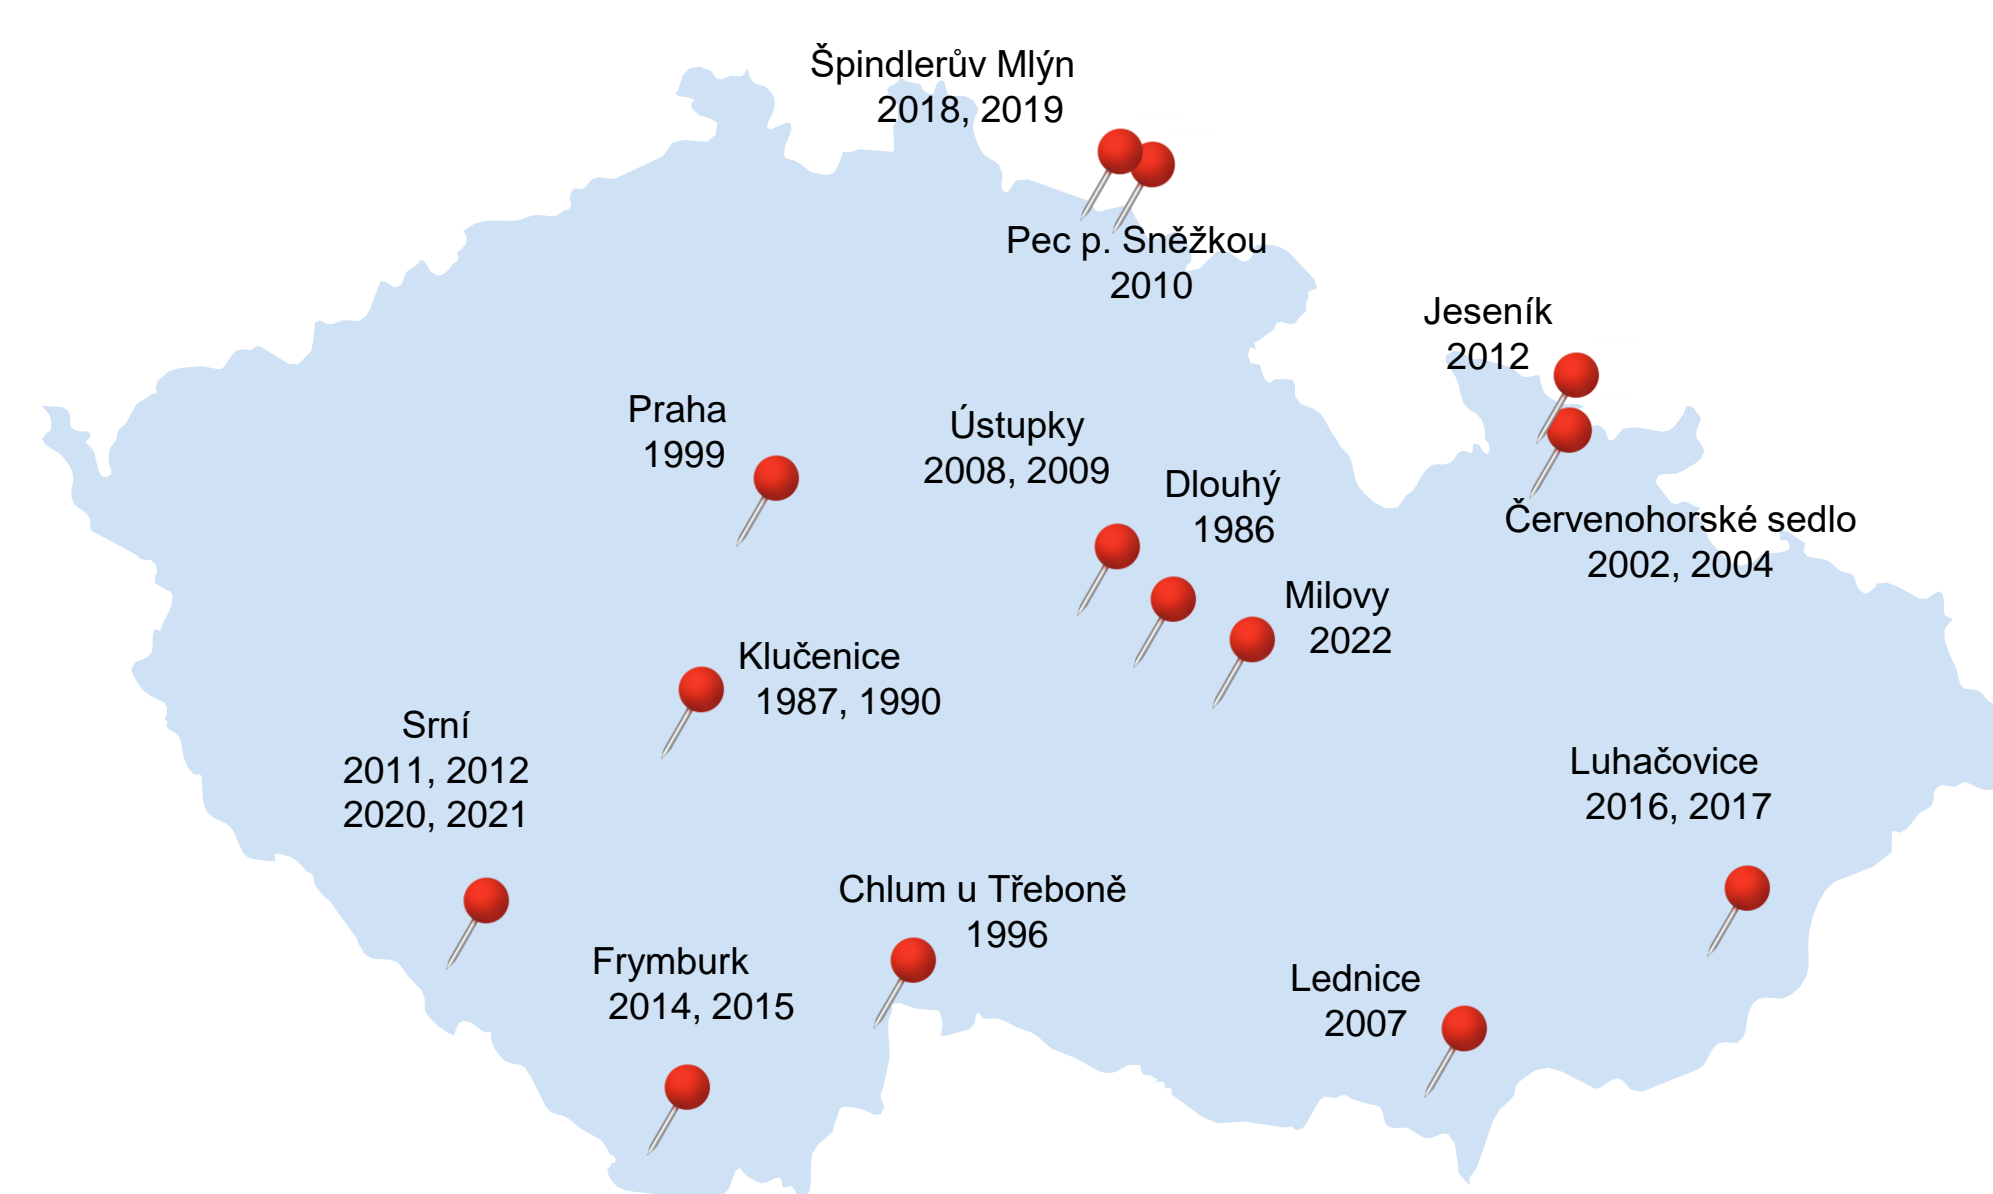 Špindlerův Mlýn
2018, 2019
Pec p. Sněžkou
2010
Jeseník
2012
Praha
1999
Ústupky
2008, 2009
Dlouhý
1986
Červenohorské sedlo
2002, 2004
Milovy
2022
Klučenice
1987, 1990
Srní
2011, 2012
2020, 2021
Luhačovice
2016, 2017
Chlum u Třeboně
1996
Frymburk
2014, 2015
Lednice
2007